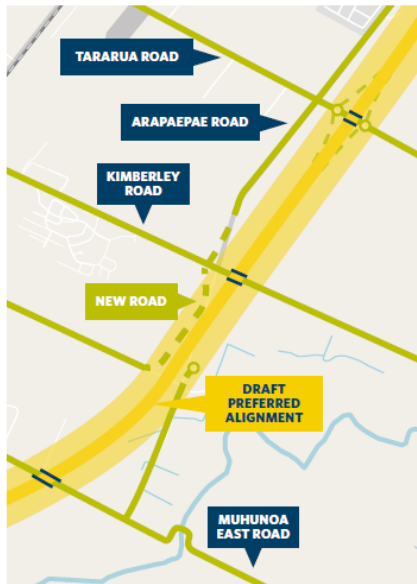 TARARUA ROAD
ARAPAEPAE ROAD
KIMBERLEY
ROAD
NEW ROAD
DRAFT
PREFERRED
ALIGNMENT
MUHUNOA
EAST ROAD